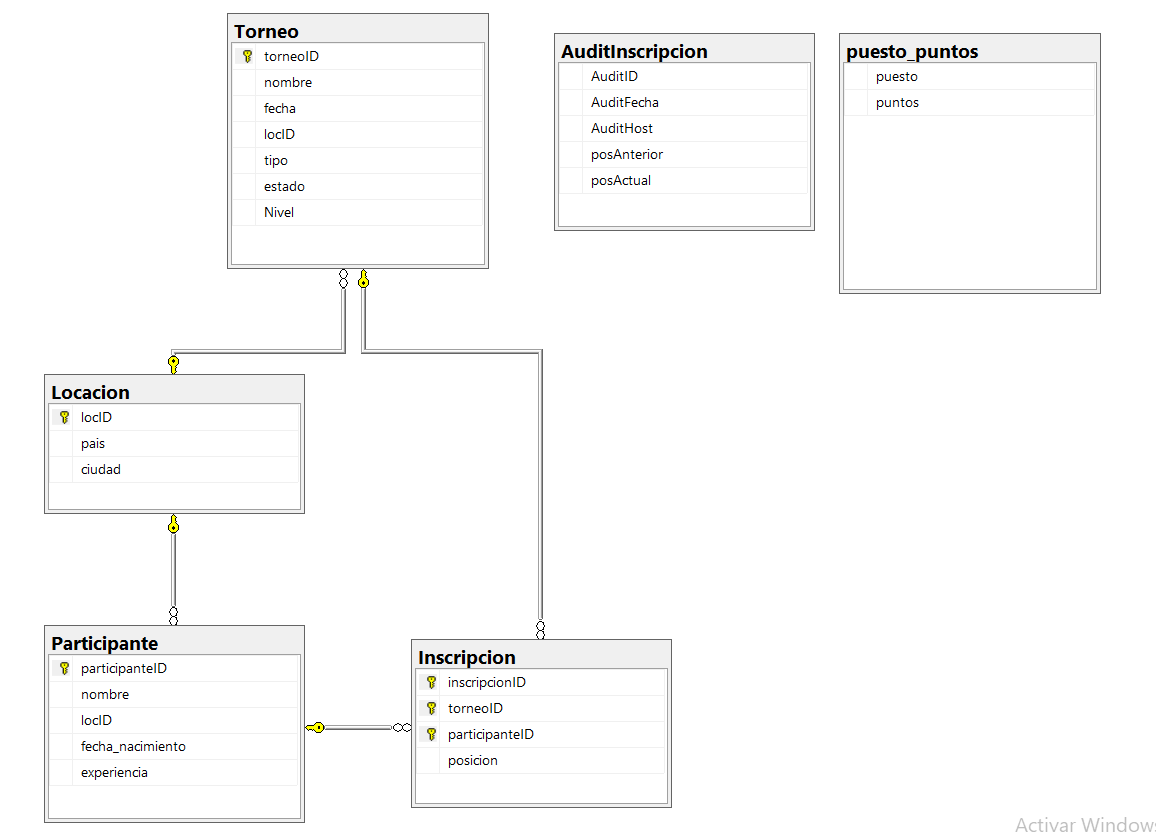 Torneo
torneoID
nombre
fecha
locID
tipo
estado
Nivel
AuditInscripcion
AuditID
AuditFecha
AuditHost
posAnterior
posActual
puesto_puntos
puesto
puntos
Locacion
locID
pais
ciudad
Participante
participanteID
nombre
locID
fecha_nacimiento
experiencia
Inscripcion
inscripcionID
torneoID
participanteID
posicion
Activar Windows